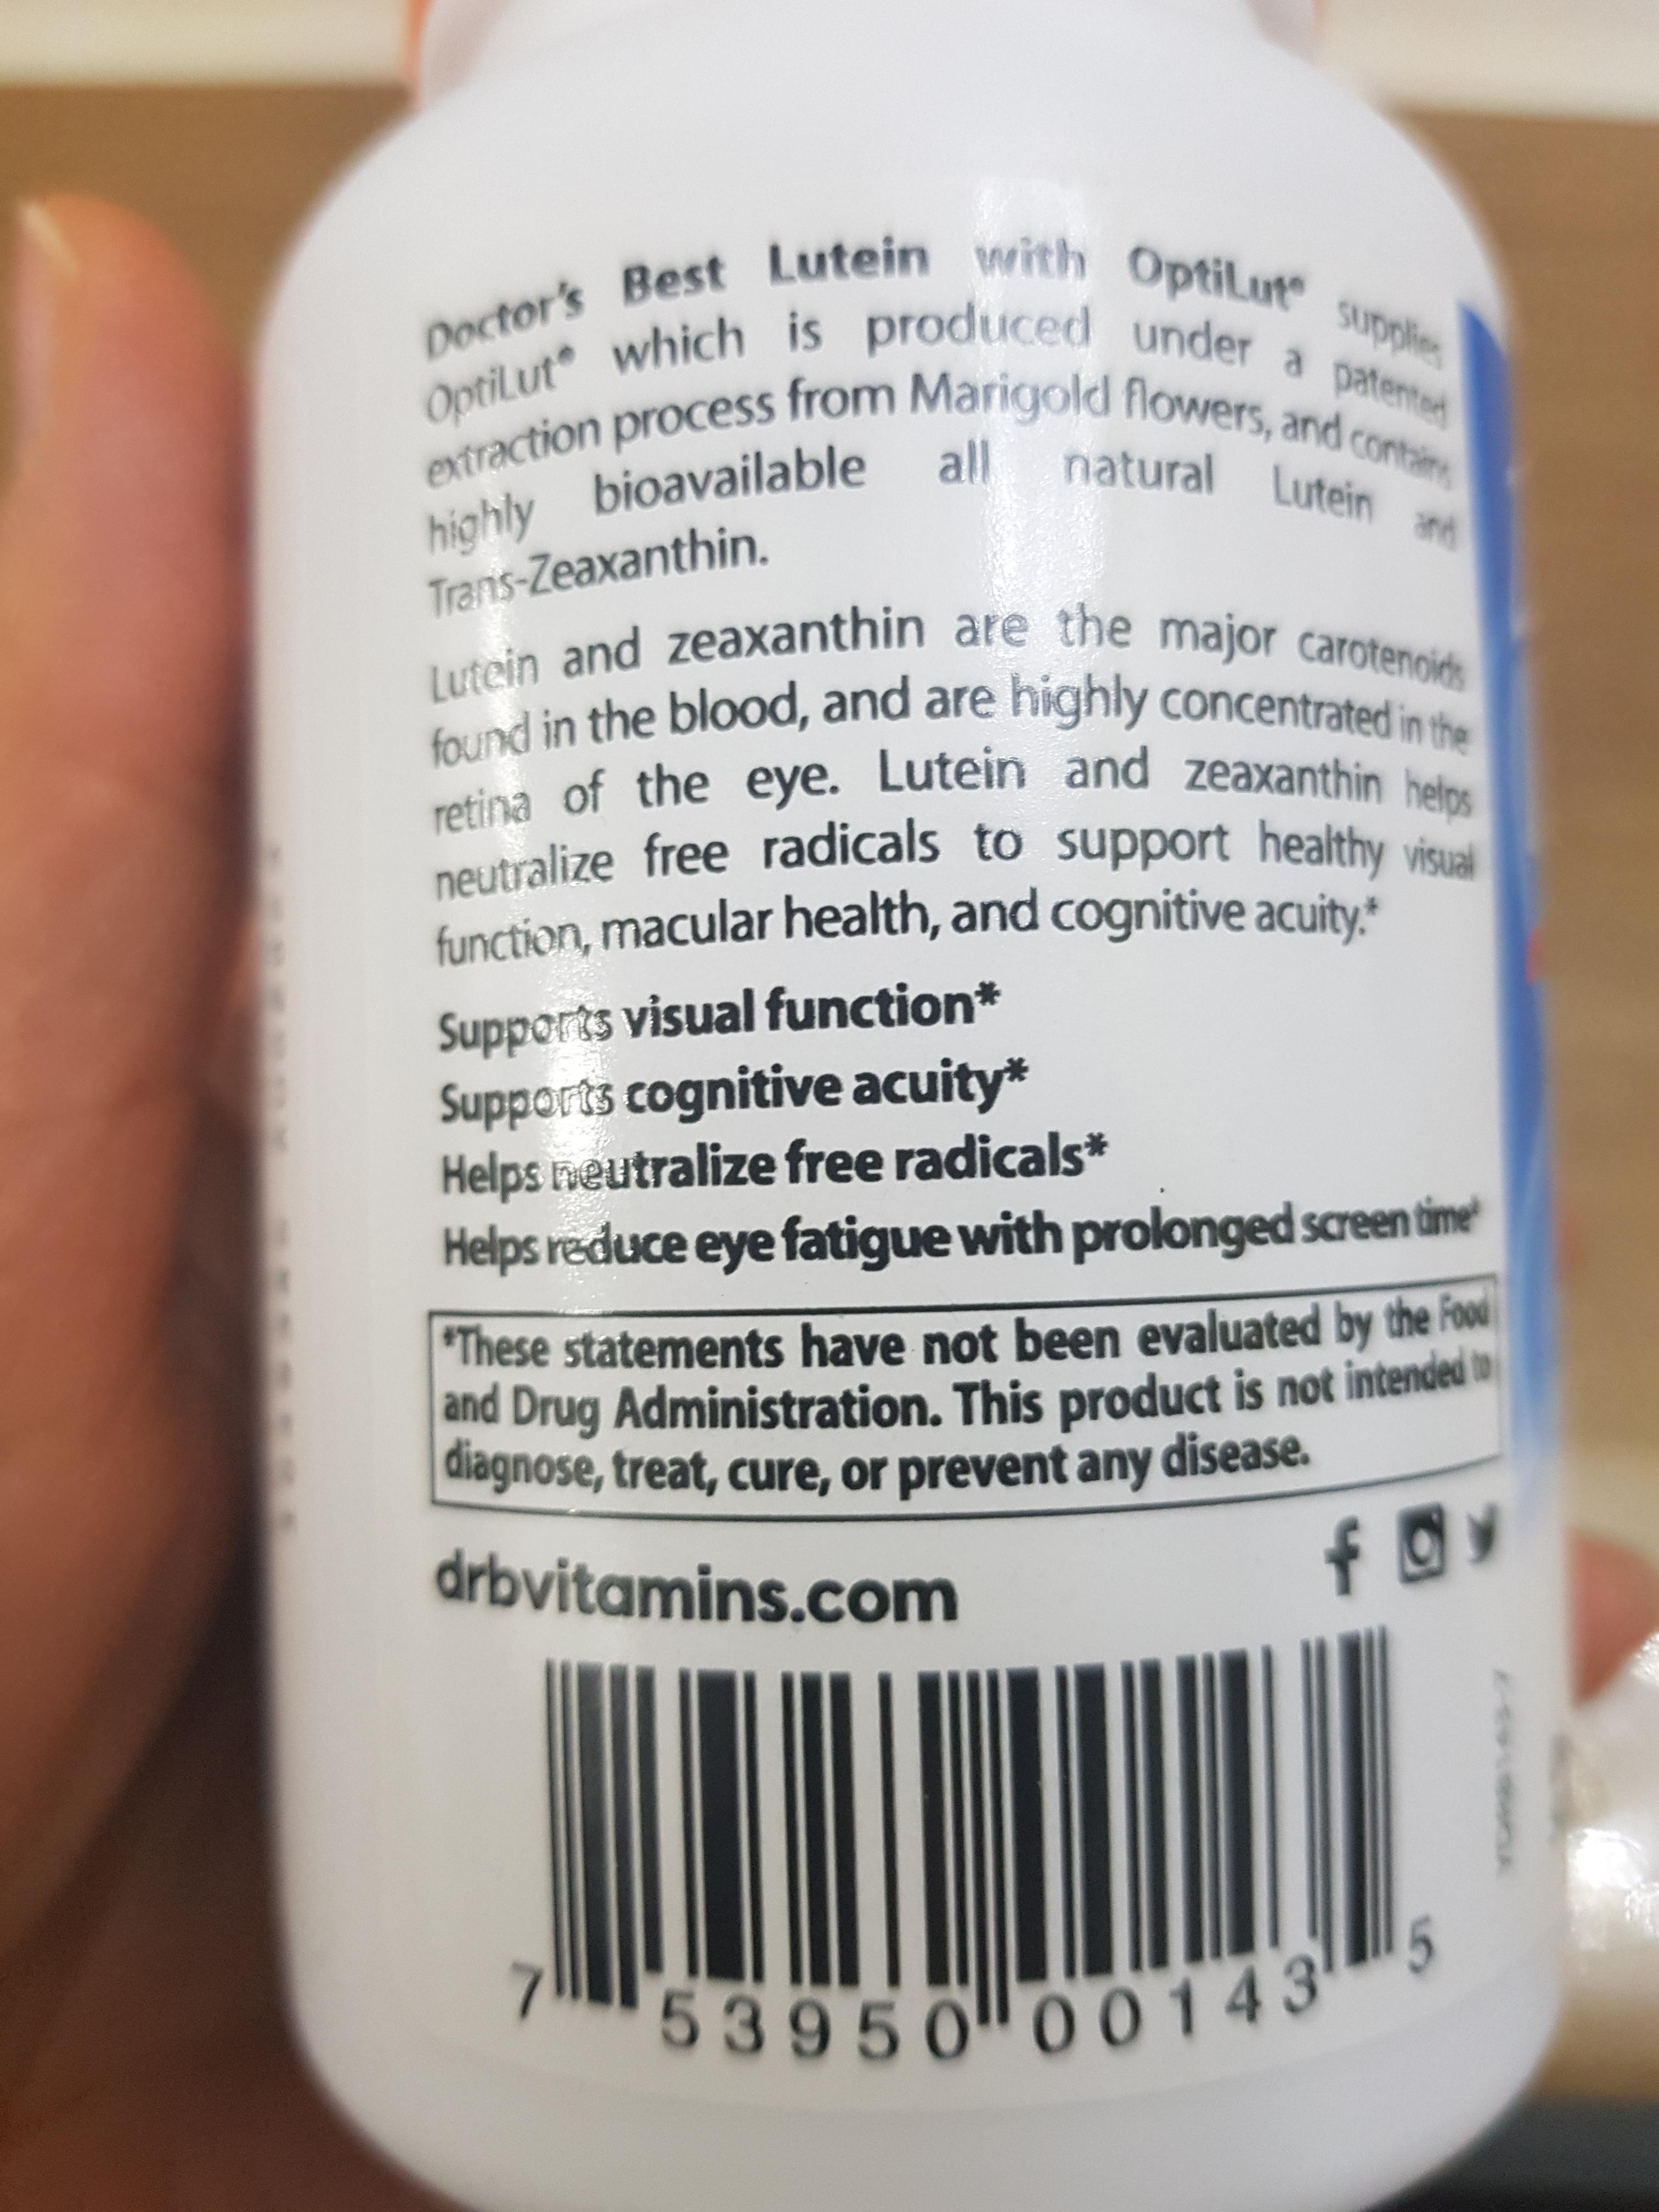 Doctor's Best Lutein with OptiLut® supplies
OptiLut® which is produced under a patented
extraction process from Marigold flowers, and contains
highly bioavailable all natural Lutein and
Trans-Zeaxanthin.
Lutein and zeaxanthin are the major carotenoids
found in the blood, and are highly concentrated in the
retina of the eye. Lutein and zeaxanthin helps
neutralize free radicals to support healthy visual
function, macular health, and cognitive acuity.*
Supports visual function*
Supports cognitive acuity*
Helps neutralize free radicals*
Helps reduce eye fatigue with prolonged screen time*
*These statements have not been evaluated by the Food
and Drug Administration. This product is not intended to
diagnose, treat, cure, or prevent any disease.
drbvitamins.com
7 53950 00143 5